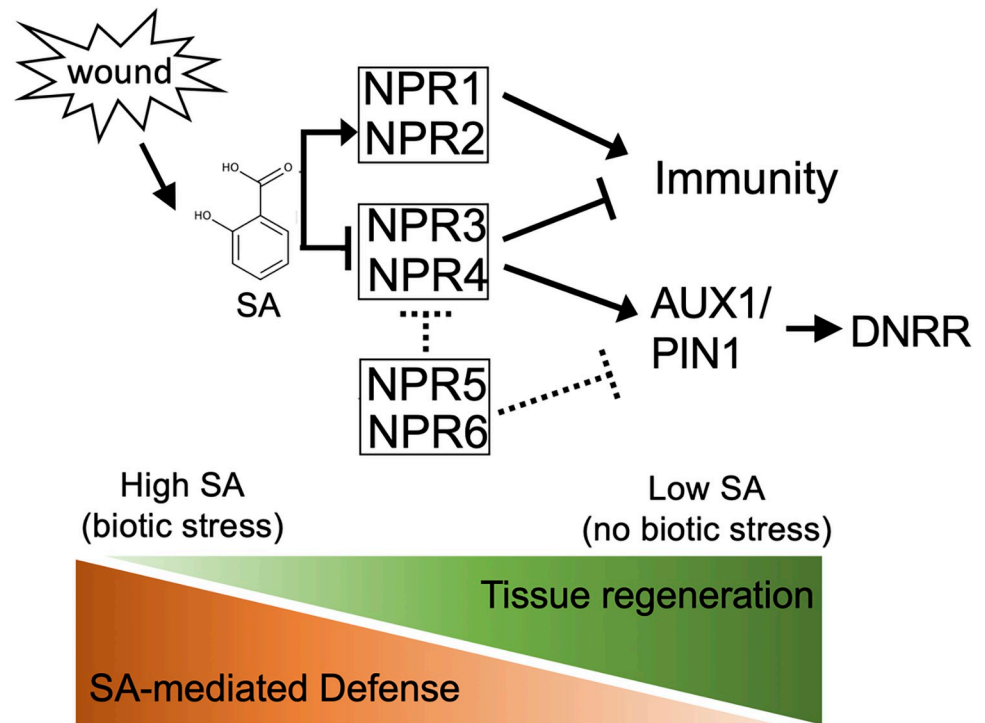 wound
NPR1
NPR2
HO
O
HO
SA
NPR3
NPR4
NPR5
NPR6
Immunity
AUX1/
PIN1
DNRR
High SA
(biotic stress)
Low SA
(no biotic stress)
Tissue regeneration
SA-mediated Defense